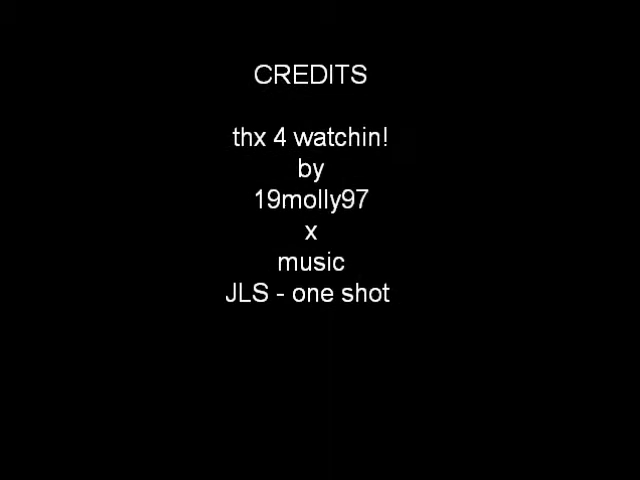 CREDITS
thx 4 watchin!
by
19molly97
x
music
JLS - one shot